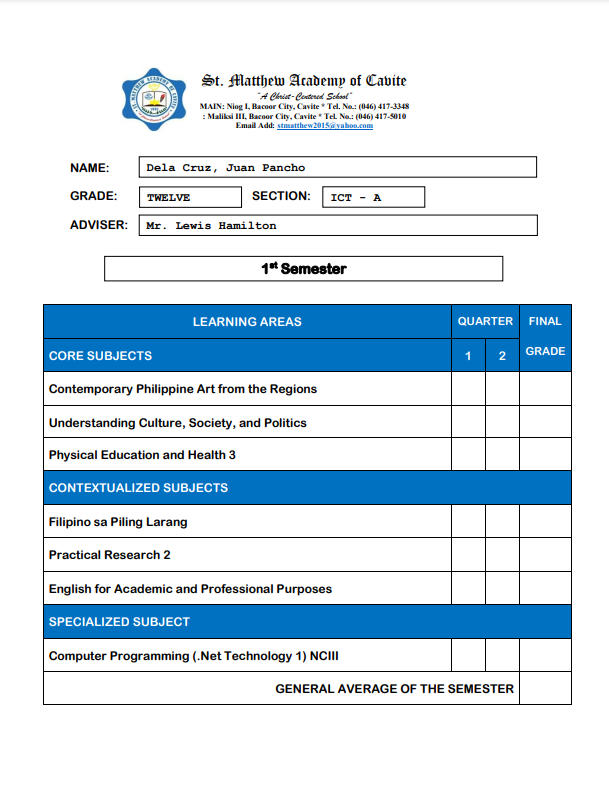 St. Matthew Academy of Cavite
"A Christ-Centered School"
MAIN: Niog I, Bacoor City, Cavite * Tel. No.: (046) 417-3348
: Maliksi III, Bacoor City, Cavite * Tel. No.: (046) 417-5010
Email Add: stmatthew2015@yahoo.com
NAME: Dela Cruz, Juan Pancho
GRADE: TWELVE SECTION: ICT - A
ADVISER: Mr. Lewis Hamilton
1st Semester
LEARNING AREAS QUARTER FINAL GRADE
CORE SUBJECTS 1 2
Contemporary Philippine Art from the Regions
Understanding Culture, Society, and Politics
Physical Education and Health 3
CONTEXTUALIZED SUBJECTS
Filipino sa Piling Larang
Practical Research 2
English for Academic and Professional Purposes
SPECIALIZED SUBJECT
Computer Programming (.Net Technology 1) NCIII
GENERAL AVERAGE OF THE SEMESTER